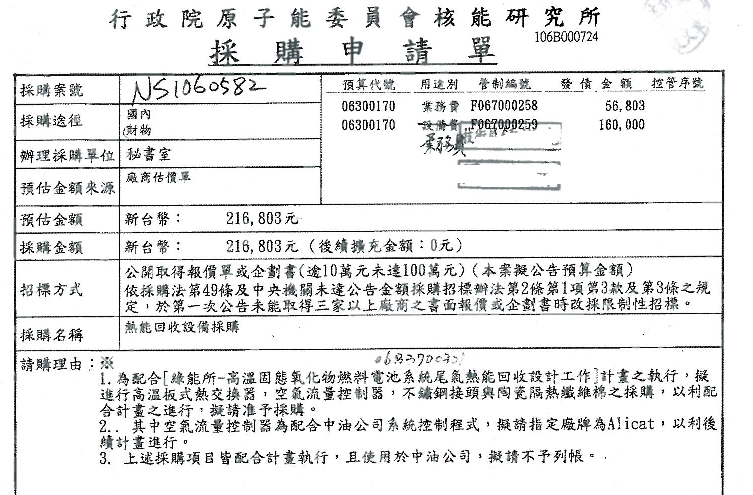 行政院原子能委員會核能研究所
採購申請單
106B000724
採購案號 NS1060582
採購途徑 國內
(財物
辦理採購單位 秘書室
預估金額來源 廠商估價單
預算代號 用途別 管制編號 發債金額 控管序號
06300170 業務費 F067000258 56,803
06300170 設備費 F067000259 160,000
業務費
預估金額 新台幣: 216,803元
採購金額 新台幣: 216,803元 (後續擴充金額:0元)
招標方式 公開取得報價單或企劃書(逾10萬元未達100萬元)(本案擬公告預算金額)
依採購法第49條及中央機關未達公告金額採購招標辦法第2條第1項第3款及第3條之規
定,於第一次公告未能取得三家以上廠商之書面報價或企劃書時改採限制性招標。
採購名稱 熱能回收設備採購
請購理由:※
1.為配合[綠能所-高溫固態氧化物燃料電池系統尾氣熱能回收設計工作]計畫之執行,擬
進行高溫板式熱交換器,空氣流量控制器,不鏽鋼接頭與陶瓷隔熱纖維棉之採購,以利配
合計畫之進行,擬請准予採購。
2.. 其中空氣流量控制器為配合中油公司系統控制程式,擬請指定廠牌為Alicat,以利後
續計畫進行。
3. 上述採購項目皆配合計畫執行,且使用於中油公司,擬請不予列帳。